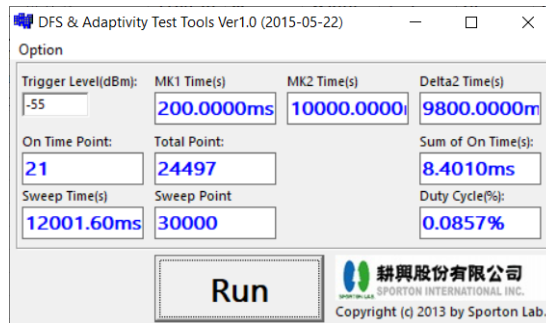 DFS & Adaptivity Test Tools Ver1.0 (2015-05-22)
Option
Trigger Level(dBm): MK1 Time(s) MK2 Time(s) Delta2 Time(s)
-55 200.0000ms 10000.0000 9800.0000m
On Time Point: Total Point: Sum of On Time(s):
21 24497 8.4010ms
Sweep Time(s) Sweep Point Duty Cycle(%):
12001.60ms 30000 0.0857%
Run
耕興股份有限公司
SPORTON LAB. SPORTON INTERNATIONAL INC.
Copyright (c) 2013 by Sporton Lab.